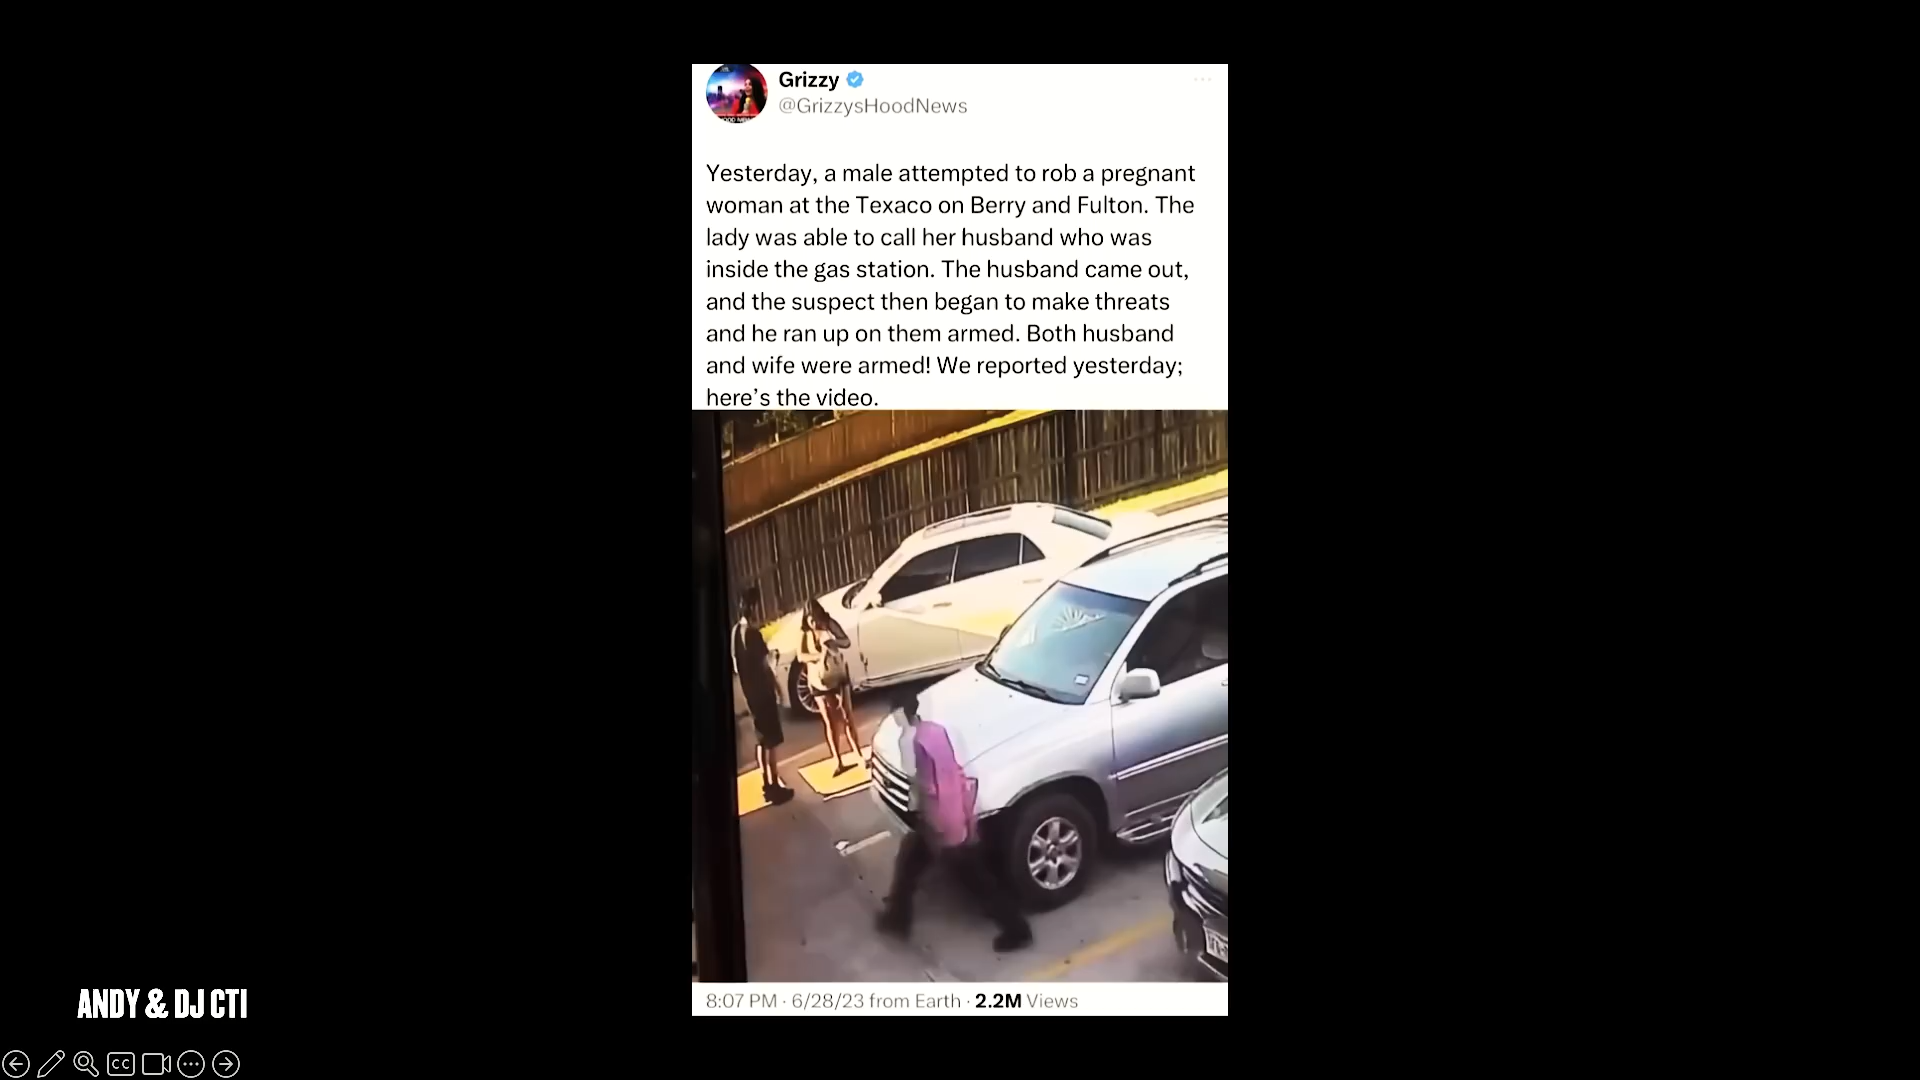 Grizzy
@GrizzysHoodNews
Yesterday, a male attempted to rob a pregnant
woman at the Texaco on Berry and Fulton. The
lady was able to call her husband who was
inside the gas station. The husband came out,
and the suspect then began to make threats
and he ran up on them armed. Both husband
and wife were armed! We reported yesterday;
here's the video.
8:07 PM · 6/28/23 from Earth · 2.2M Views
ANDY & DJ CTI
CC